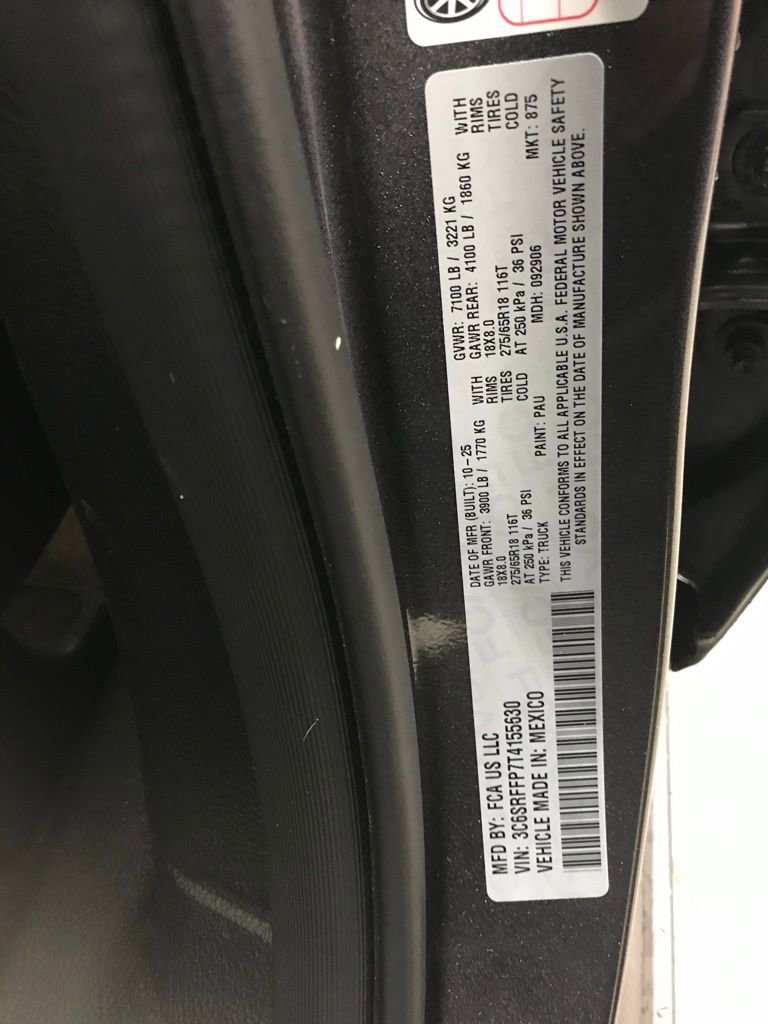 MFD BY: FCA US LLC
VIN: 3C6SRFFP7T4155630
VEHICLE MADE IN: MEXICO
DATE OF MFR (BUILT): 10-25
GAWR FRONT: 3900 LB / 1770 KG WITH
18X8.0 RIMS
275/65R18 116T TIRES
AT 250 kPa / 36 PSI COLD
TYPE: TRUCK PAINT: PAU
GVWR: 7100 LB / 3221 KG
GAWR REAR: 4100 LB / 1860 KG WITH
18X8.0 RIMS
275/65R18 116T TIRES
AT 250 kPa / 36 PSI COLD
MDH: 092906 MKT: 875
THIS VEHICLE CONFORMS TO ALL APPLICABLE U.S.A. FEDERAL MOTOR VEHICLE SAFETY
STANDARDS IN EFFECT ON THE DATE OF MANUFACTURE SHOWN ABOVE.